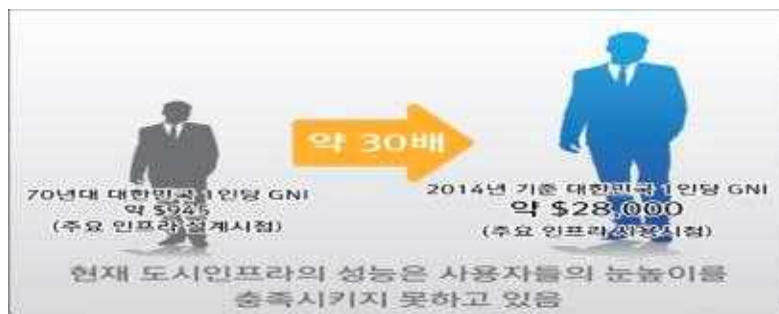 약 30배
70년대 대한민국 1인당 GNI
약 $945
(주요 인프라 설계시점)
2014년 기준 대한민국 1인당 GNI
약 $28,000
(주요 인프라 사용시점)
현재 도시인프라의 성능은 사용자들의 눈높이를
충족시키지 못하고 있음